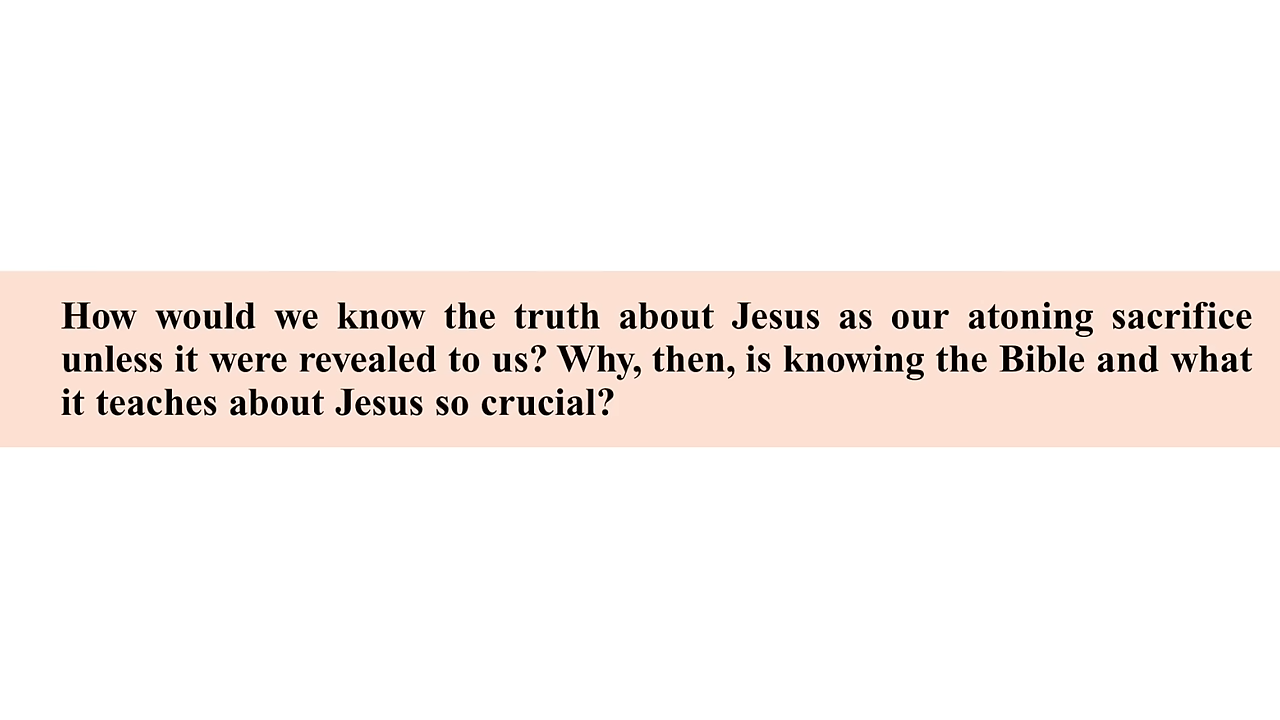 How would we know the truth about Jesus as our atoning sacrifice
unless it were revealed to us? Why, then, is knowing the Bible and what
it teaches about Jesus so crucial?